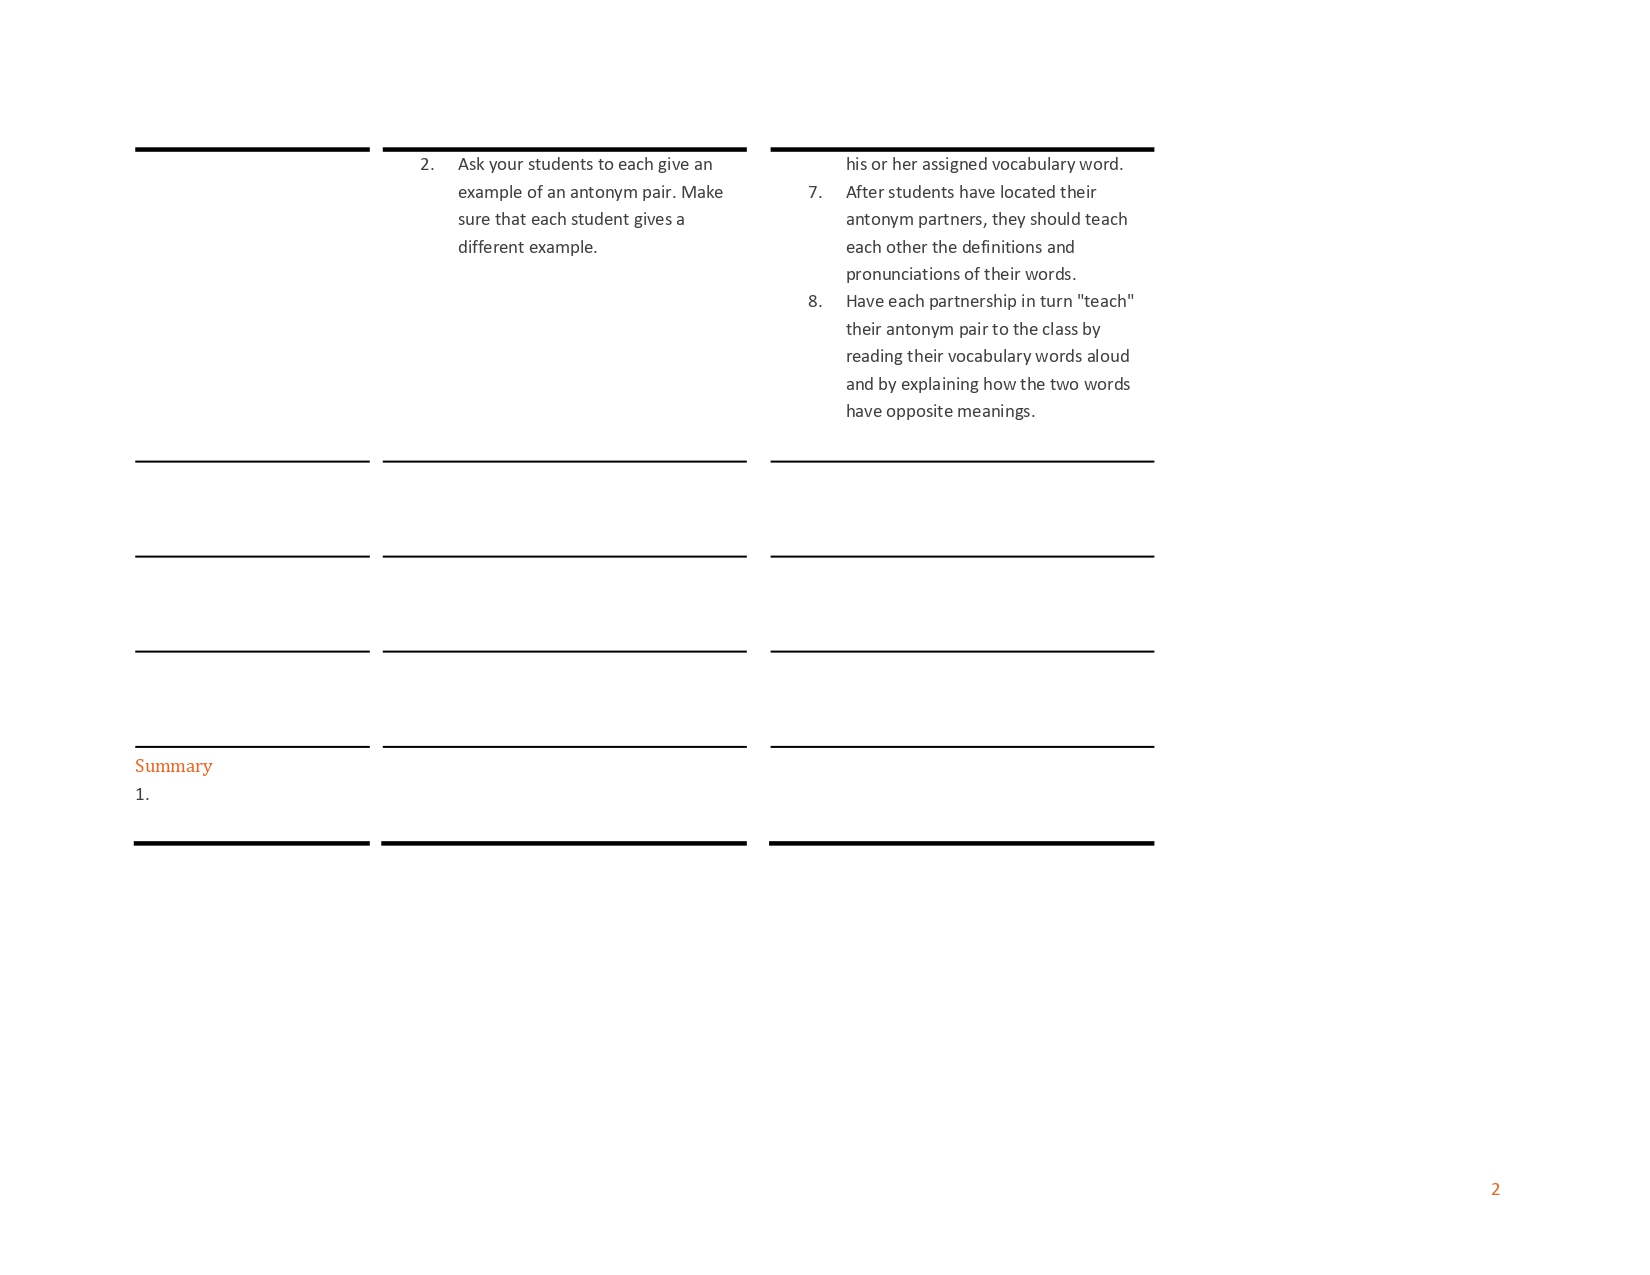 2. Ask your students to each give an
example of an antonym pair. Make
sure that each student gives a
different example.
his or her assigned vocabulary word.
7. After students have located their
antonym partners, they should teach
each other the definitions and
pronunciations of their words.
8. Have each partnership in turn "teach"
their antonym pair to the class by
reading their vocabulary words aloud
and by explaining how the two words
have opposite meanings.
Summary
1.
2